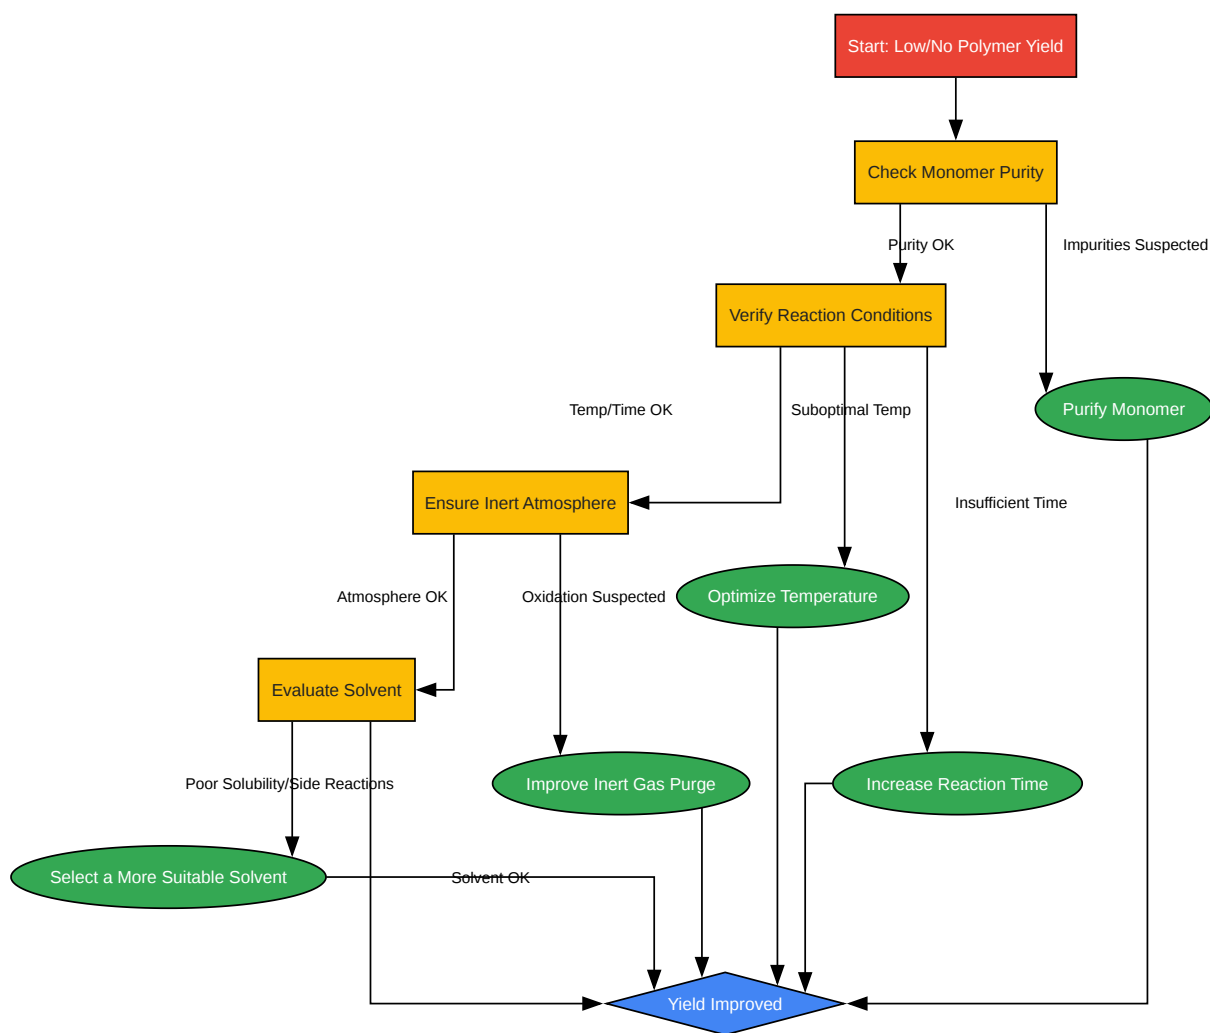 Start: Low/No Polymer Yield
Check Monomer Purity
Purity OK
Impurities Suspected
Verify Reaction Conditions
Temp/Time OK
Suboptimal Temp
Purify Monomer
Ensure Inert Atmosphere
Insufficient Time
Atmosphere OK
Oxidation Suspected
Optimize Temperature
Evaluate Solvent
Poor Solubility/Side Reactions
Improve Inert Gas Purge
Increase Reaction Time
Select a More Suitable Solvent
Solvent OK
Yield Improved